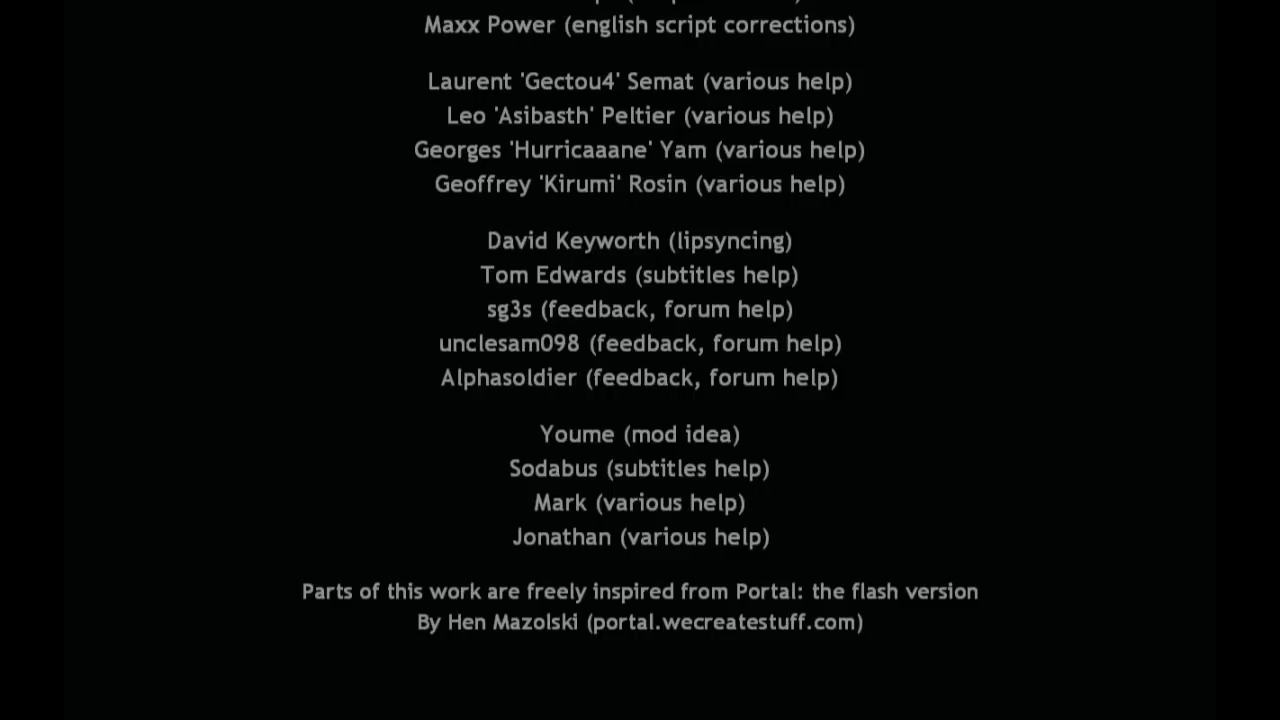 Maxx Power (english script corrections)
Laurent 'Gectou4' Semat (various help)
Leo 'Asibasth' Peltier (various help)
Georges 'Hurricaaane' Yam (various help)
Geoffrey 'Kirumi' Rosin (various help)
David Keyworth (lipsyncing)
Tom Edwards (subtitles help)
sg3s (feedback, forum help)
unclesam098 (feedback, forum help)
Alphasoldier (feedback, forum help)
Youme (mod idea)
Sodabus (subtitles help)
Mark (various help)
Jonathan (various help)
Parts of this work are freely inspired from Portal: the flash version
By Hen Mazolski (portal.wecreatestuff.com)